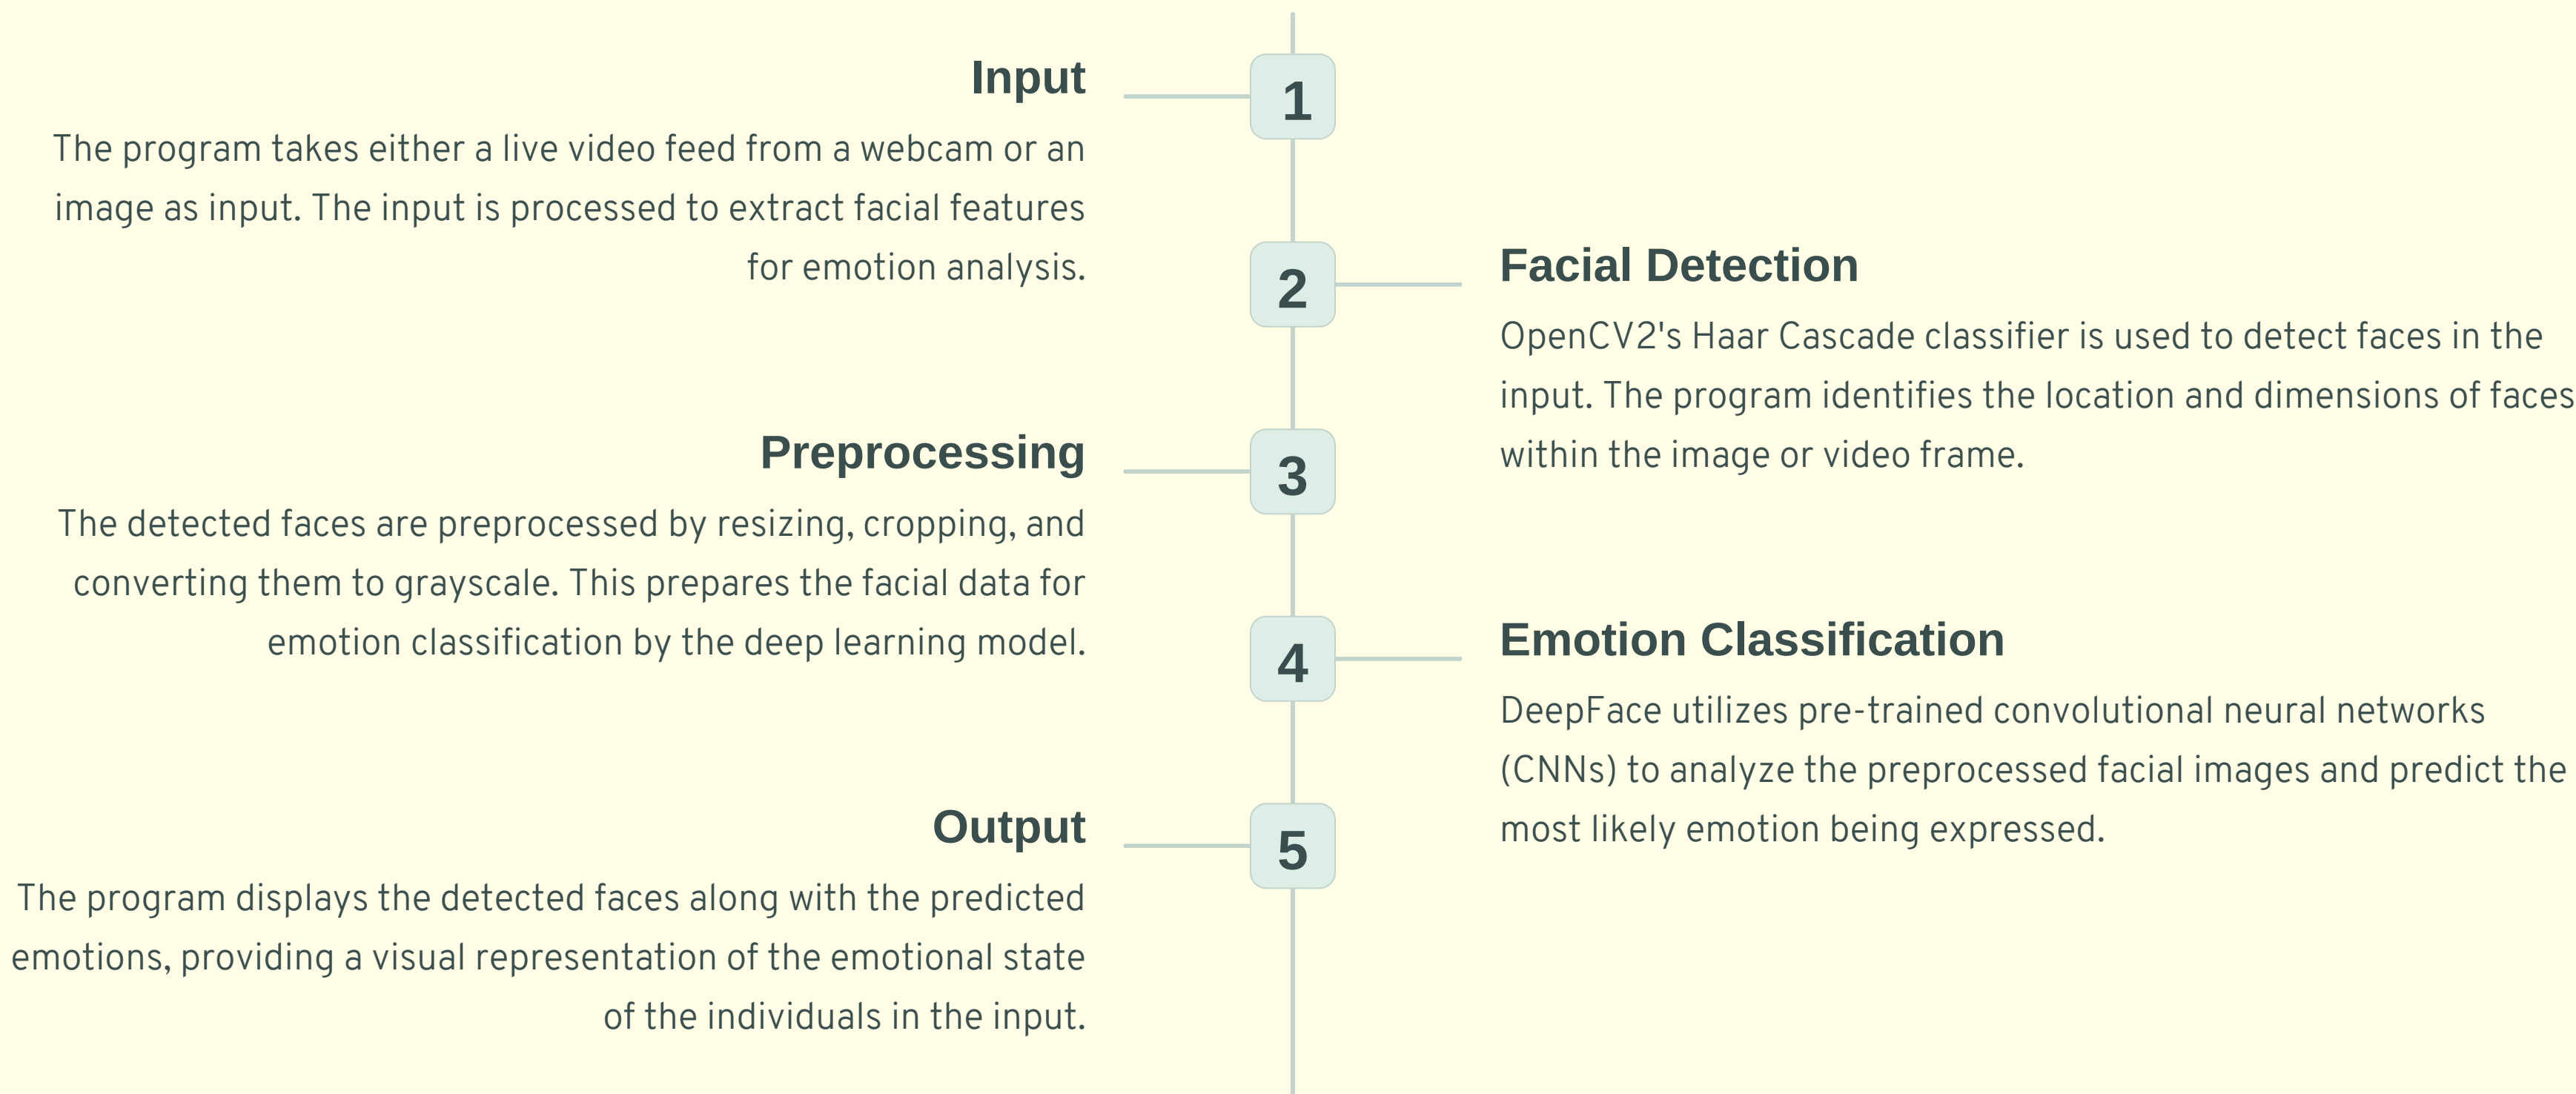 1
Input
The program takes either a live video feed from a webcam or an
image as input. The input is processed to extract facial features
for emotion analysis.
2
Facial Detection
OpenCV2's Haar Cascade classifier is used to detect faces in the
input. The program identifies the location and dimensions of faces
within the image or video frame.
3
Preprocessing
The detected faces are preprocessed by resizing, cropping, and
converting them to grayscale. This prepares the facial data for
emotion classification by the deep learning model.
4
Emotion Classification
DeepFace utilizes pre-trained convolutional neural networks
(CNNs) to analyze the preprocessed facial images and predict the
most likely emotion being expressed.
5
Output
The program displays the detected faces along with the predicted
emotions, providing a visual representation of the emotional state
of the individuals in the input.